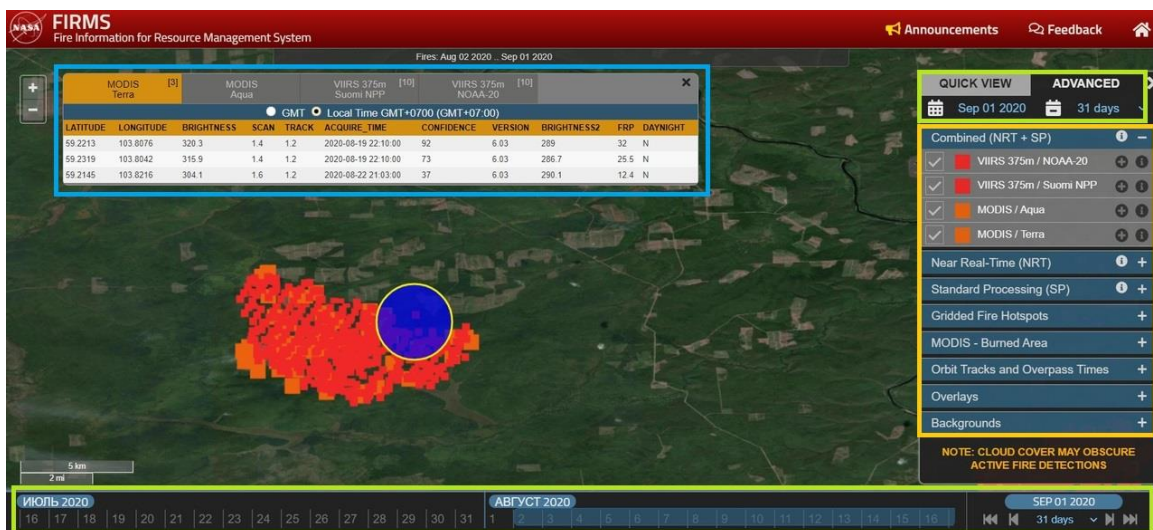 NASA
FIRMS
Fire Information for Resource Management System
Announcements
Feedback
Fires: Aug 02 2020 .. Sep 01 2020
MODIS Terra [3]
MODIS Aqua
VIIRS 375m Suomi NPP [10]
VIIRS 375m NOAA-20 [10]
GMT Local Time GMT+0700 (GMT+07:00)
LATITUDE LONGITUDE BRIGHTNESS SCAN TRACK ACQUIRE_TIME CONFIDENCE VERSION BRIGHTNESS2 FRP DAYNIGHT
59.2213 103.8076 320.3 1.4 1.2 2020-08-19 22:10:00 92 6.03 289 32 N
59.2319 103.8042 315.9 1.4 1.2 2020-08-19 22:10:00 73 6.03 286.7 25.5 N
59.2145 103.8216 304.1 1.6 1.2 2020-08-22 21:03:00 37 6.03 290.1 12.4 N
QUICK VIEW ADVANCED
Sep 01 2020 31 days
Combined (NRT + SP)
VIIRS 375m / NOAA-20
VIIRS 375m / Suomi NPP
MODIS / Aqua
MODIS / Terra
Near Real-Time (NRT)
Standard Processing (SP)
Gridded Fire Hotspots
MODIS - Burned Area
Orbit Tracks and Overpass Times
Overlays
Backgrounds
NOTE: CLOUD COVER MAY OBSCURE
ACTIVE FIRE DETECTIONS
5 km
2 mi
ИЮЛЬ 2020
АВГУСТ 2020
SEP 01 2020
16 17 18 19 20 21 22 23 24 25 26 27 28 29 30 31 1 2 3 4 5 6 7 8 9 10 11 12 13 14 15 16
31 days